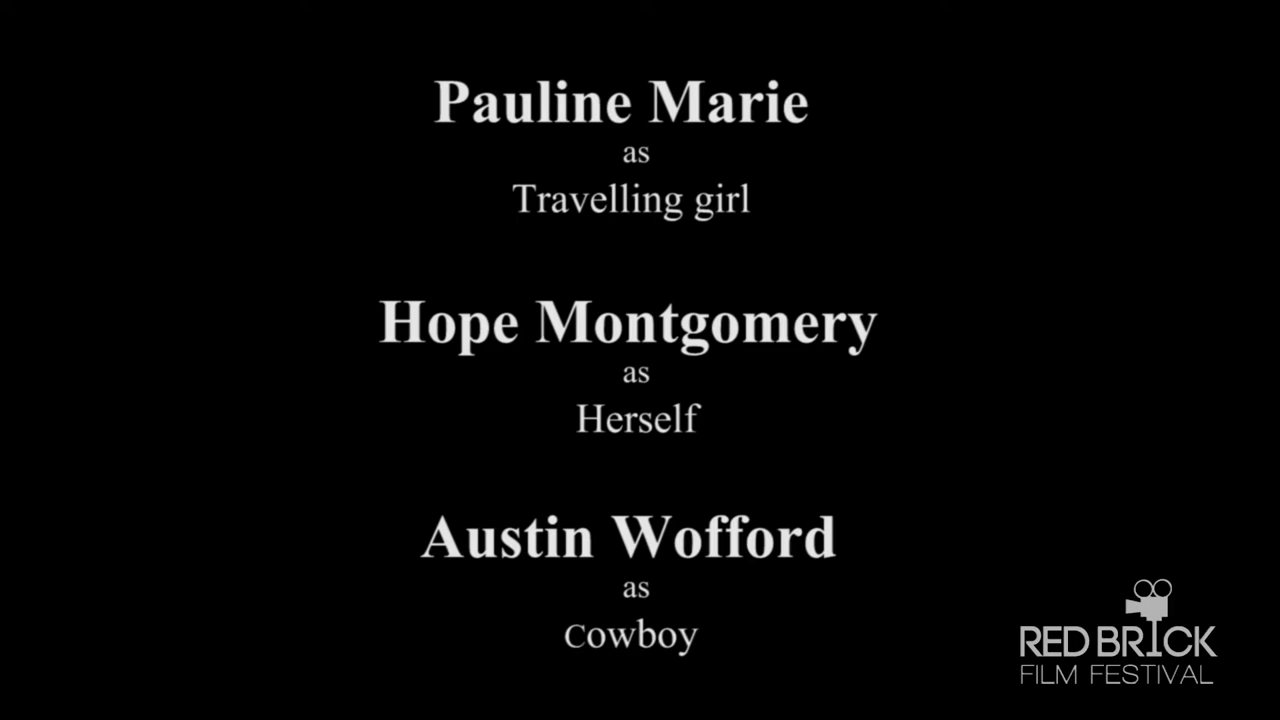 Pauline Marie
as
Travelling girl
Hope Montgomery
as
Herself
Austin Wofford
as
Cowboy
RED BRICK
FILM FESTIVAL